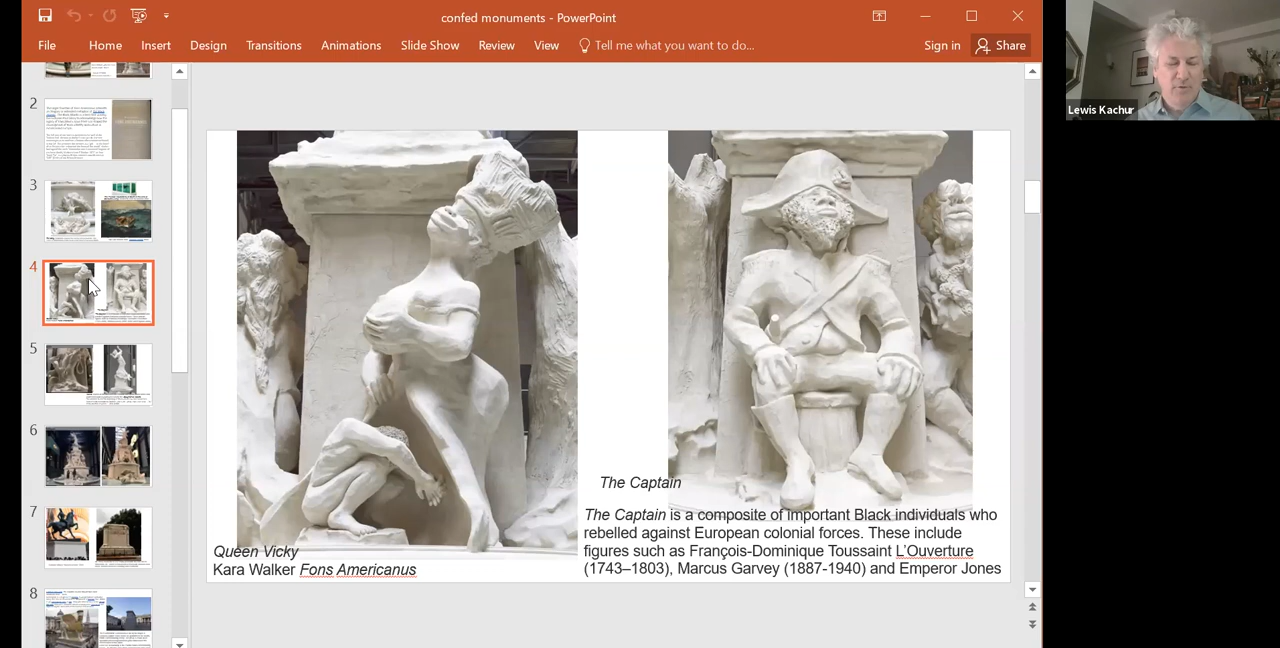 confed monuments - PowerPoint
File Home Insert Design Transitions Animations Slide Show Review View Tell me what you want to do... Sign in Share
Lewis Kachur
2
3
4
5
6
7
8
The Captain
The Captain is a composite of important Black individuals who
rebelled against European colonial forces. These include
figures such as François-Dominique Toussaint L'Ouverture
(1743–1803), Marcus Garvey (1887-1940) and Emperor Jones
Queen Vicky
Kara Walker Fons Americanus